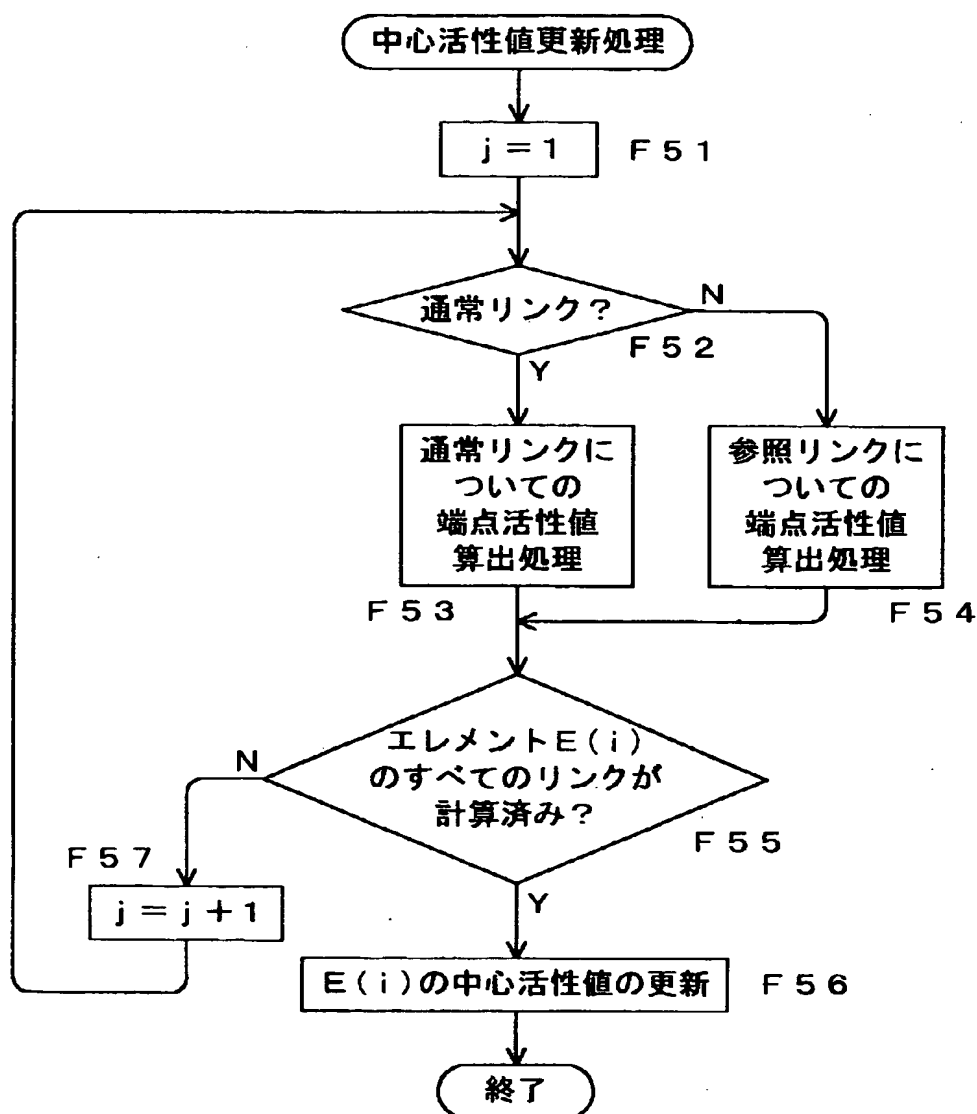 中心活性値更新処理
j=1
F51
通常リンク?
N
F52
Y
通常リンクに
ついての
端点活性値
算出処理
参照リンクに
ついての
端点活性値
算出処理
F53
F54
エレメントE(i)
のすべてのリンクが
計算済み?
N
F55
F57
Y
j=j+1
E(i)の中心活性値の更新
F56
終了